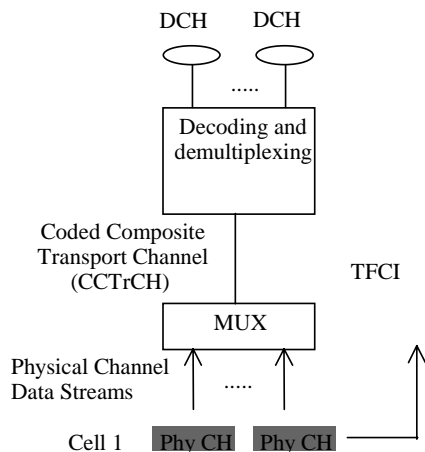 DCH DCH
.....
Decoding and
demultiplexing
Coded Composite
Transport Channel
(CCTrCH)
TFCI
MUX
Physical Channel
Data Streams
.....
Cell 1 Phy CH Phy CH